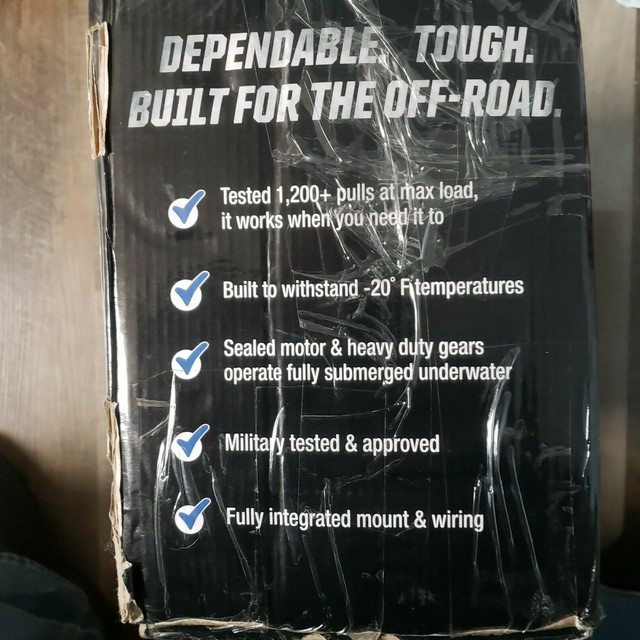 DEPENDABLE. TOUGH.
BUILT FOR THE OFF-ROAD.
Tested 1,200+ pulls at max load,
it works when you need it to
Built to withstand -20° F temperatures
Sealed motor & heavy duty gears
operate fully submerged underwater
Military tested & approved
Fully integrated mount & wiring